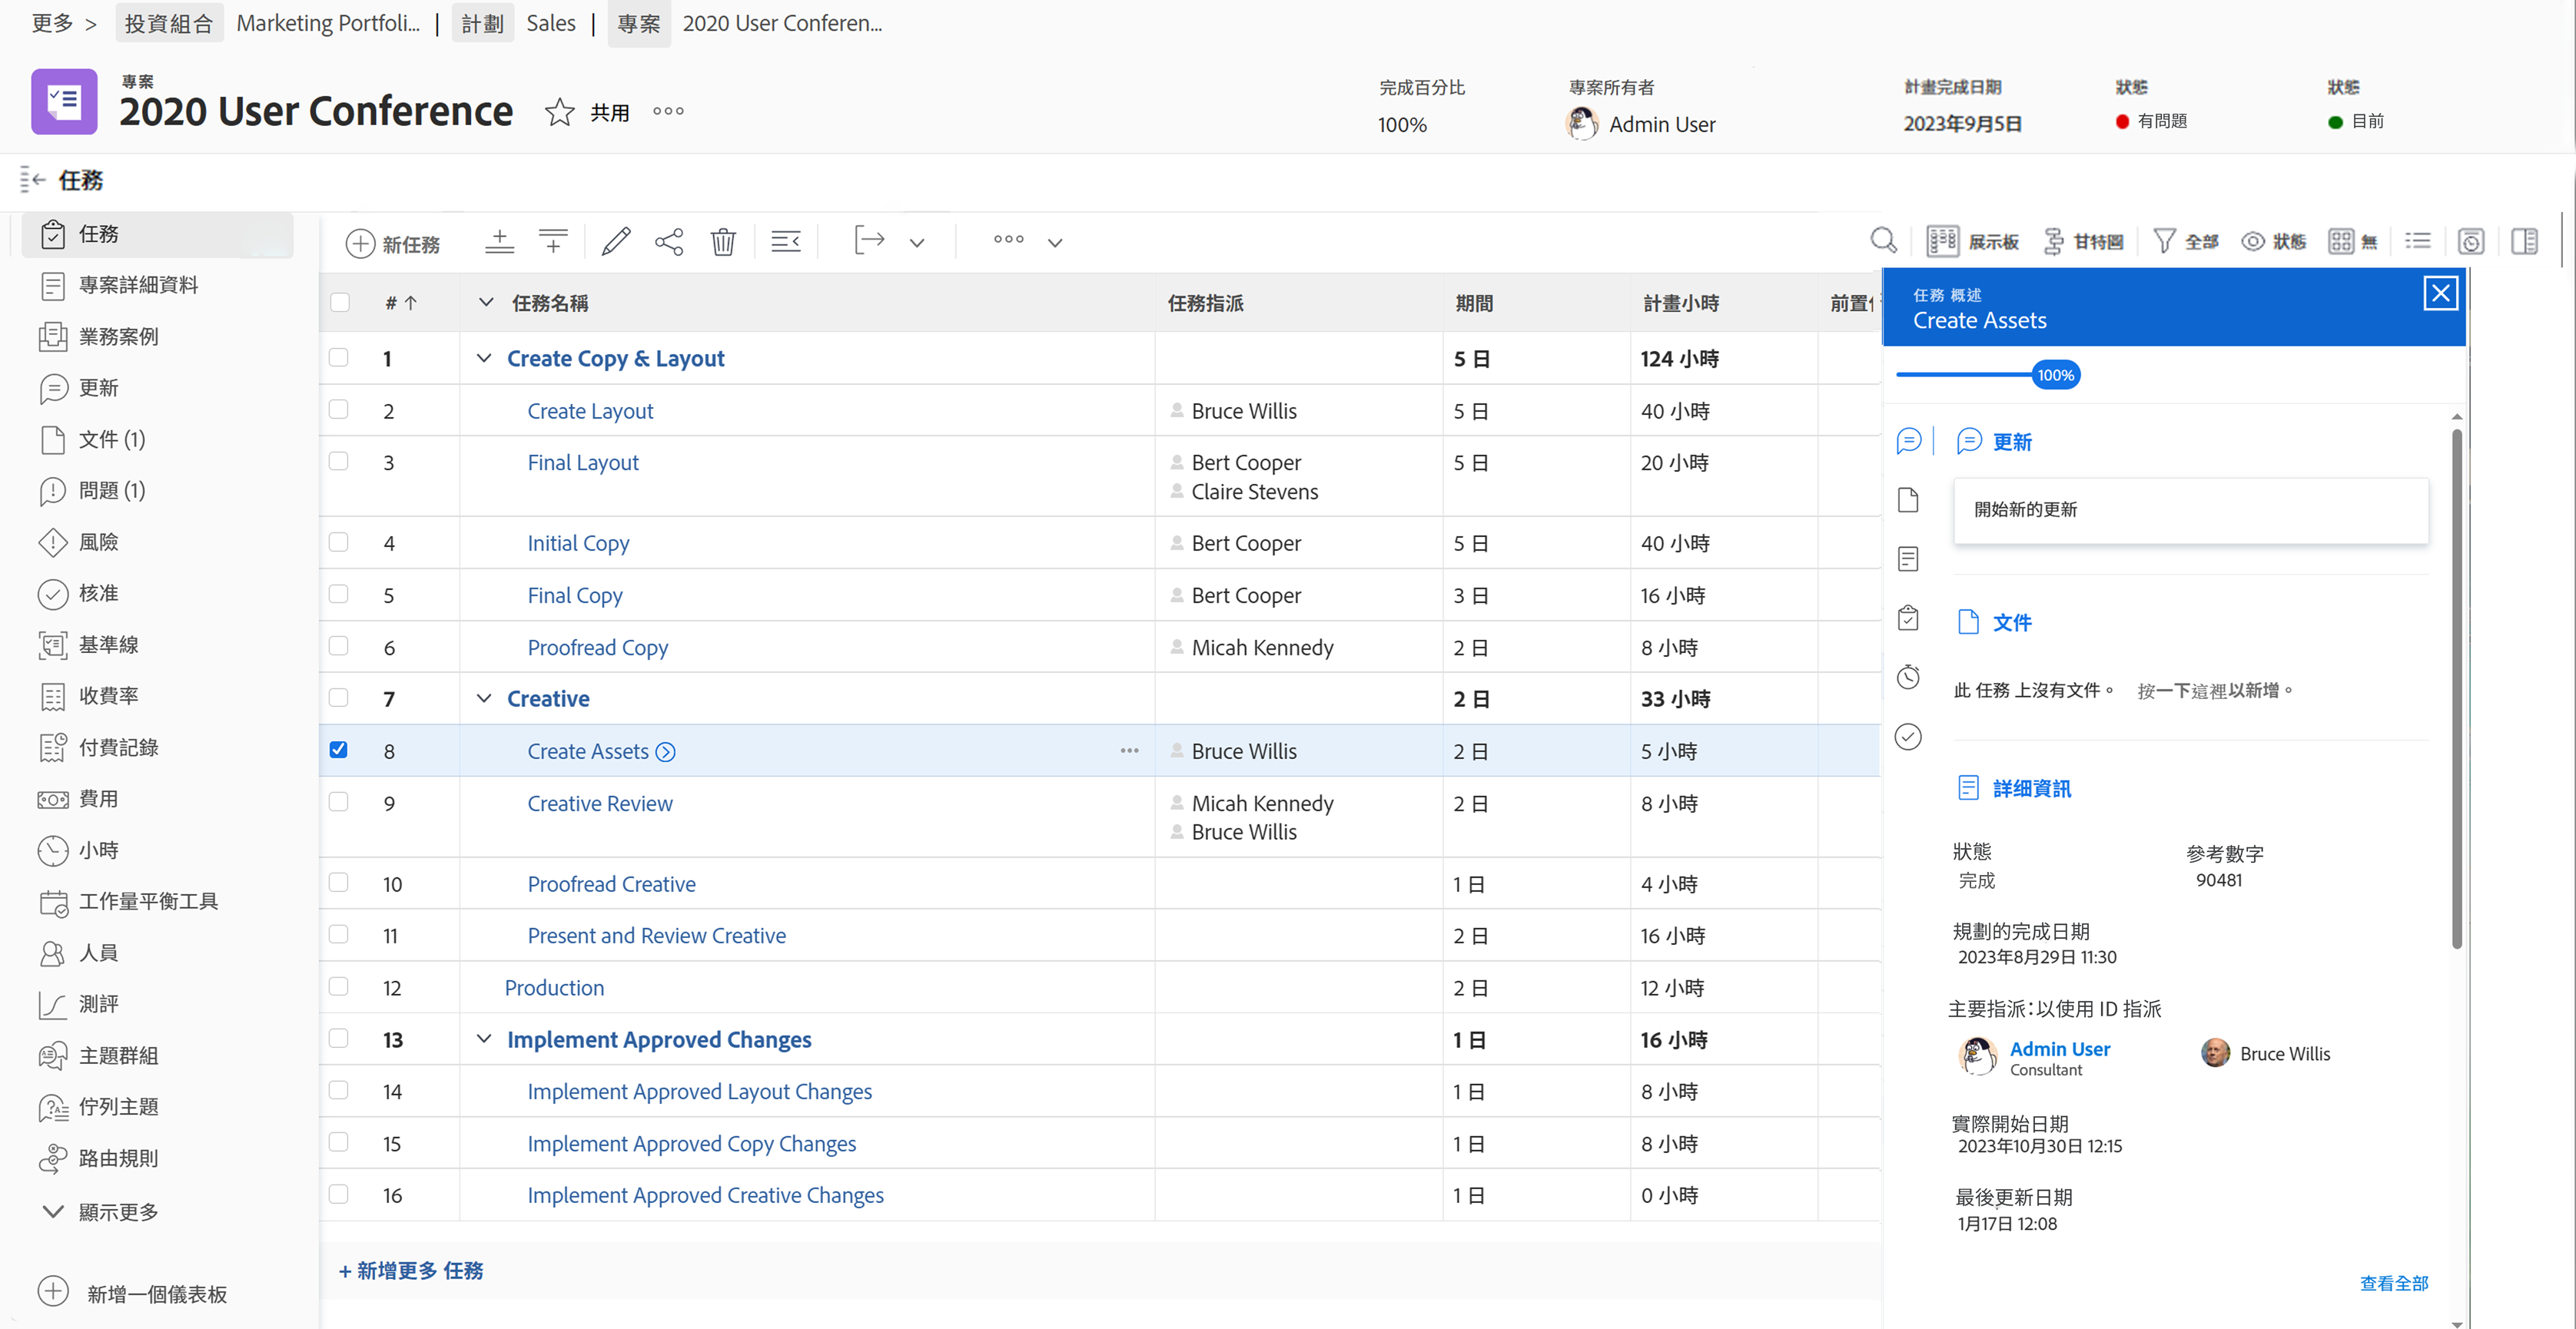 更多 > 投資組合 Marketing Portfoli... | 計劃 Sales | 專案 2020 User Conferen...
專案
2020 User Conference 共用
完成百分比
100%
專案所有者
Admin User
計畫完成日期
2023年9月5日
狀態
有問題
狀態
目前
任務
任務
專案詳細資料
業務案例
更新
文件 (1)
問題 (1)
風險
核准
基準線
收費率
付費記錄
費用
小時
工作量平衡工具
人員
測評
主題群組
佇列主題
路由規則
顯示更多
新增一個儀表板
新任務
展示板 甘特圖 全部 狀態 無
# ↑ 任務名稱 任務指派 期間 計畫小時
1 Create Copy & Layout 5 日 124 小時
2 Create Layout Bruce Willis 5 日 40 小時
3 Final Layout Bert Cooper 5 日 20 小時
Claire Stevens
4 Initial Copy Bert Cooper 5 日 40 小時
5 Final Copy Bert Cooper 3 日 16 小時
6 Proofread Copy Micah Kennedy 2 日 8 小時
7 Creative 2 日 33 小時
8 Create Assets Bruce Willis 2 日 5 小時
9 Creative Review Micah Kennedy 2 日 8 小時
Bruce Willis
10 Proofread Creative 1 日 4 小時
11 Present and Review Creative 2 日 16 小時
12 Production 2 日 12 小時
13 Implement Approved Changes 1 日 16 小時
14 Implement Approved Layout Changes 1 日 8 小時
15 Implement Approved Copy Changes 1 日 8 小時
16 Implement Approved Creative Changes 1 日 0 小時
+ 新增更多 任務
任務 概述
Create Assets
100%
更新
開始新的更新
文件
此 任務 上沒有文件。 按一下這裡以新增。
詳細資訊
狀態
完成
參考數字
90481
規劃的完成日期
2023年8月29日 11:30
主要指派：以使用 ID 指派
Admin User
Consultant
Bruce Willis
實際開始日期
2023年10月30日 12:15
最後更新日期
1月17日 12:08
查看全部